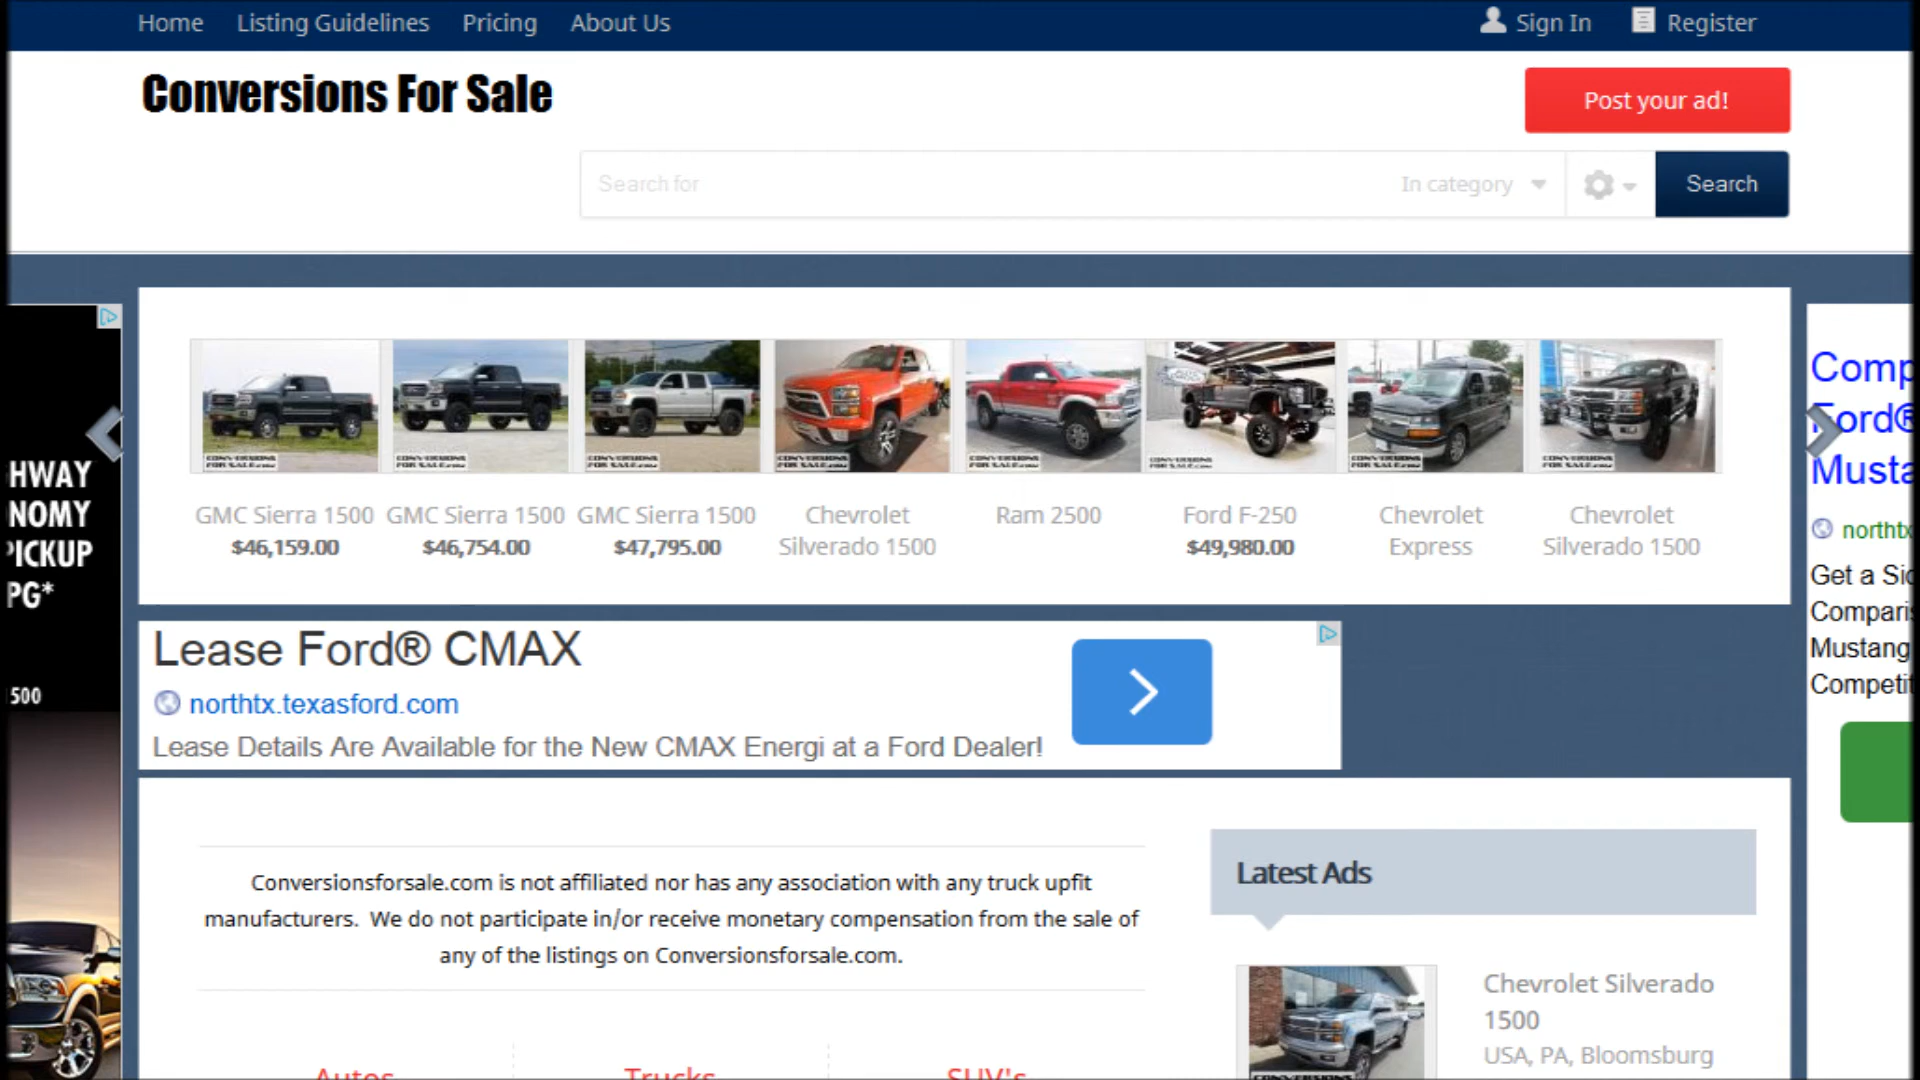 Home Listing Guidelines Pricing About Us Sign In Register
Conversions For Sale
Post your ad!
Search for In category Search
HWAY
NOMY
PICKUP
PG*
500
GMC Sierra 1500
$46,159.00
GMC Sierra 1500
$46,754.00
GMC Sierra 1500
$47,795.00
Chevrolet
Silverado 1500
Ram 2500
Ford F-250
$49,980.00
Chevrolet
Express
Chevrolet
Silverado 1500
Comp
Ford®
Musta
northtx
Get a Sid
Comparis
Mustang
Competit
Lease Ford® CMAX
northtx.texasford.com
Lease Details Are Available for the New CMAX Energi at a Ford Dealer!
Conversionsforsale.com is not affiliated nor has any association with any truck upfit
manufacturers. We do not participate in/or receive monetary compensation from the sale of
any of the listings on Conversionsforsale.com.
Latest Ads
Chevrolet Silverado
1500
USA, PA, Bloomsburg
Autos Trucks SUV's